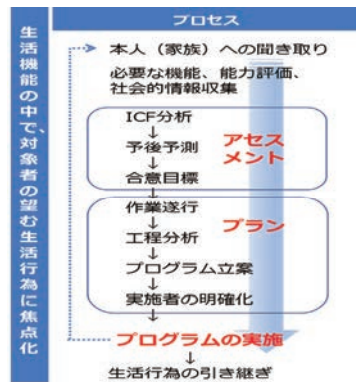 生活機能の中で、対象者の望む生活行為に焦点化
プロセス
本人（家族）への聞き取り
必要な機能、能力評価、
社会的情報収集
ICF分析
↓
予後予測
↓
合意目標
アセス
メント
↓
作業遂行
↓
工程分析
↓
プログラム立案
↓
実施者の明確化
プラン
↓
プログラムの実施
↓
生活行為の引き継ぎ